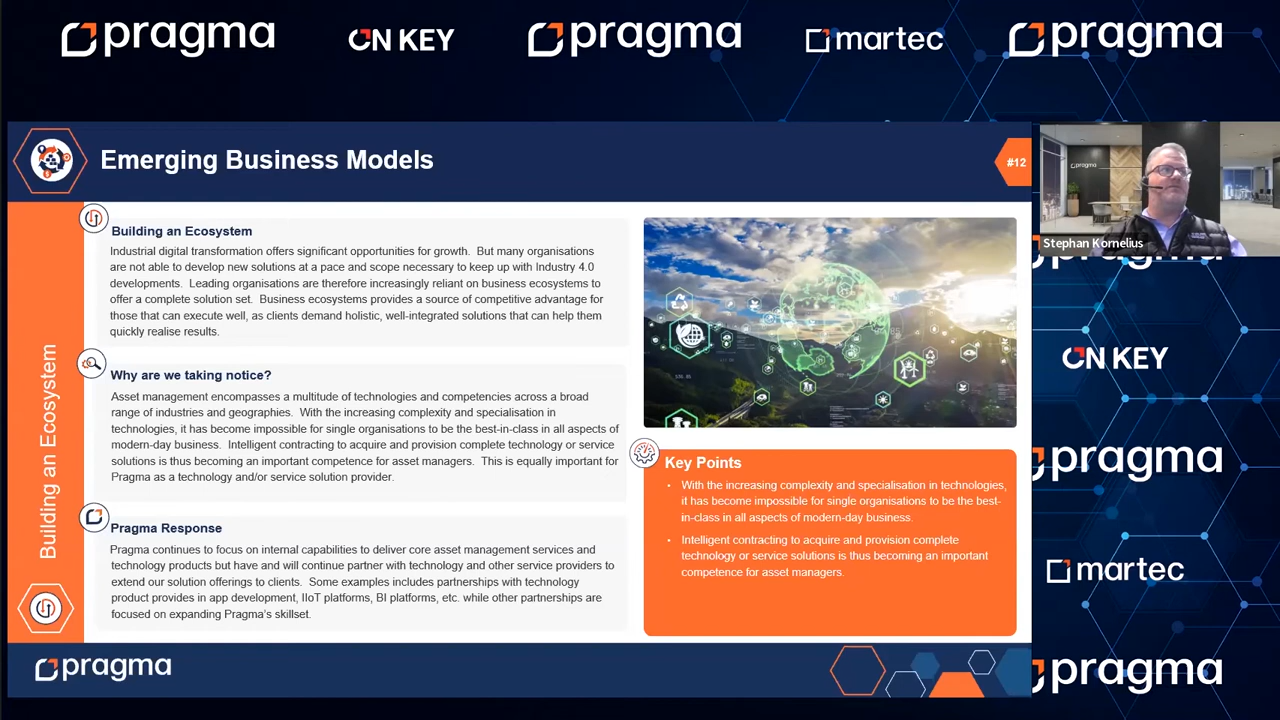 pragma
ON KEY
pragma
martec
pragma
Emerging Business Models
#12
pragma
Stephan Kornelius
Building an Ecosystem
Building an Ecosystem
Industrial digital transformation offers significant opportunities for growth. But many organisations
are not able to develop new solutions at a pace and scope necessary to keep up with Industry 4.0
developments. Leading organisations are therefore increasingly reliant on business ecosystems to
offer a complete solution set. Business ecosystems provides a source of competitive advantage for
those that can execute well, as clients demand holistic, well-integrated solutions that can help them
quickly realise results.
Why are we taking notice?
Asset management encompasses a multitude of technologies and competencies across a broad
range of industries and geographies. With the increasing complexity and specialisation in
technologies, it has become impossible for single organisations to be the best-in-class in all aspects of
modern-day business. Intelligent contracting to acquire and provision complete technology or service
solutions is thus becoming an important competence for asset managers. This is equally important for
Pragma as a technology and/or service solution provider.
Pragma Response
Pragma continues to focus on internal capabilities to deliver core asset management services and
technology products but have and will continue partner with technology and other service providers to
extend our solution offerings to clients. Some examples includes partnerships with technology
product provides in app development, IIoT platforms, BI platforms, etc. while other partnerships are
focused on expanding Pragma's skillset.
Key Points
• With the increasing complexity and specialisation in technologies,
it has become impossible for single organisations to be the best-
in-class in all aspects of modern-day business.
• Intelligent contracting to acquire and provision complete
technology or service solutions is thus becoming an important
competence for asset managers.
pragma
pragma
ON KEY
pragma
martec
pragma